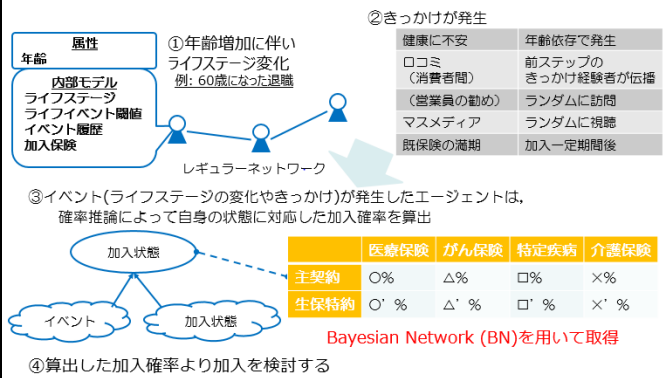 属性
年齢
内部モデル
ライフステージ
ライフイベント閾値
イベント履歴
加入保険
①年齢増加に伴い
ライフステージ変化
例: 60歳になった退職
レギュラーネットワーク
②きっかけが発生
健康に不安 年齢依存で発生
口コミ
(消費者間)
前ステップの
きっかけ経験者が伝播
(営業員の勧め) ランダムに訪問
マスメディア ランダムに視聴
既保険の満期 加入一定期間後
③イベント(ライフステージの変化やきっかけ)が発生したエージェントは,
確率推論によって自身の状態に対応した加入確率を算出
加入状態
イベント
加入状態
医療保険 がん保険 特定疾病 介護保険
主契約 〇% △% □% ×%
生保特約 〇’% △’% □’% ×’%
Bayesian Network (BN)を用いて取得
④算出した加入確率より加入を検討する